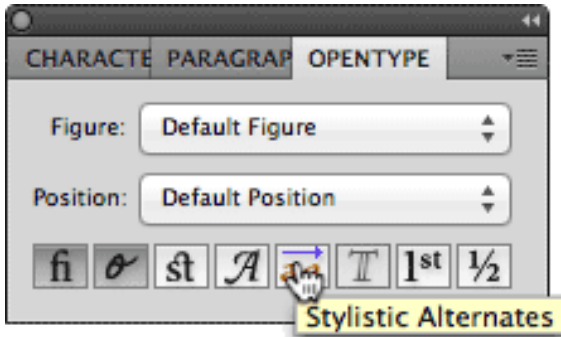 CHARACTE PARAGRAP OPENTYPE
Figure: Default Figure
Position: Default Position
fi st A T 1st ½
Stylistic Alternates